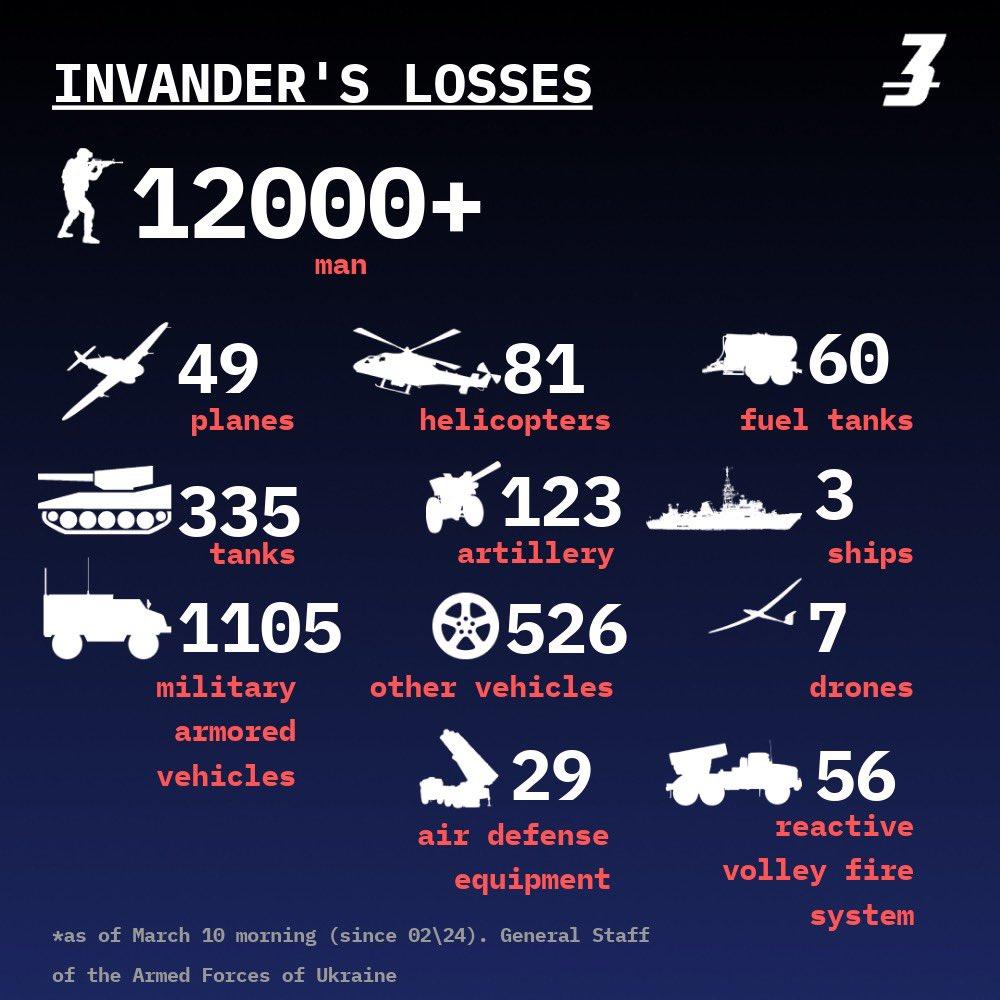 INVANDER'S LOSSES
12000+
man
49
planes
81
helicopters
60
fuel tanks
335
tanks
123
artillery
3
ships
1105
military
armored
vehicles
526
other vehicles
7
drones
29
air defense
equipment
56
reactive
volley fire
system
*as of March 10 morning (since 02\24). General Staff
of the Armed Forces of Ukraine